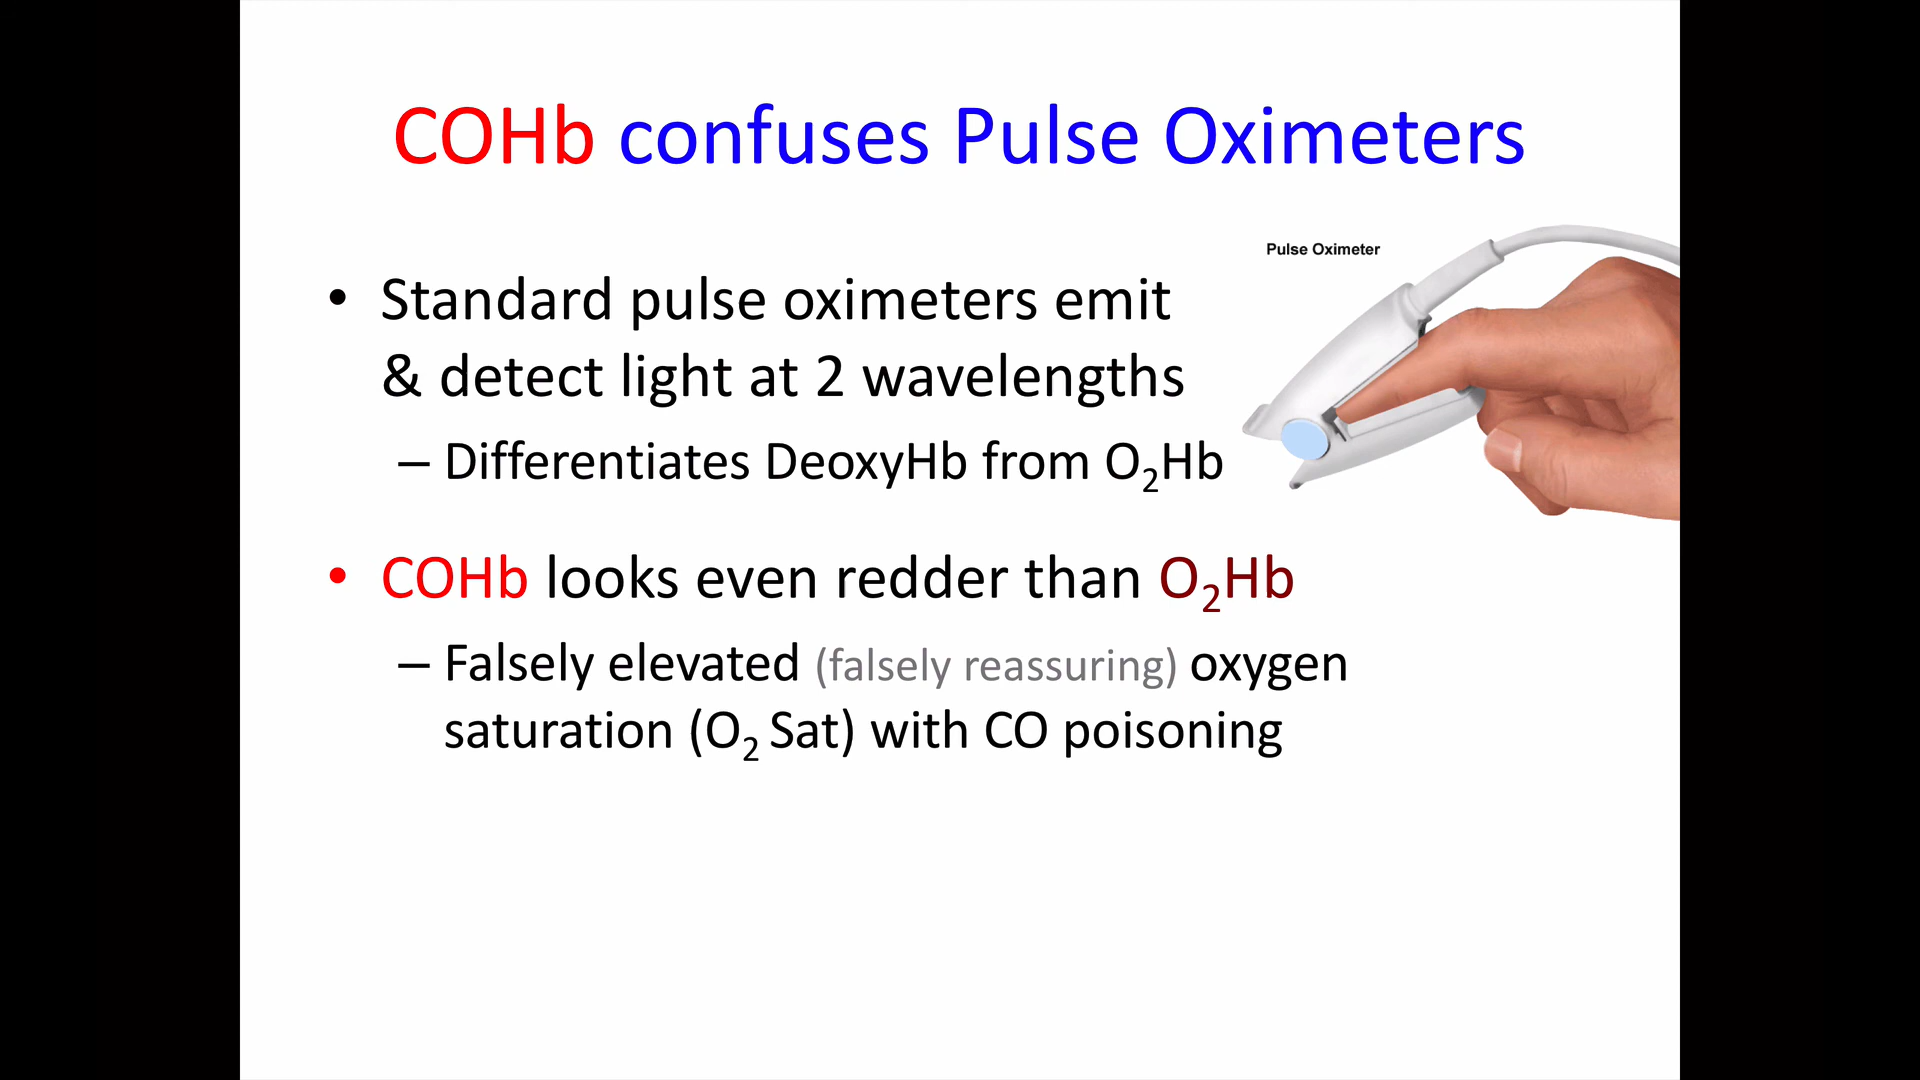 COHb confuses Pulse Oximeters
Pulse Oximeter
• Standard pulse oximeters emit
& detect light at 2 wavelengths
– Differentiates DeoxyHb from O₂Hb
• COHb looks even redder than O₂Hb
– Falsely elevated (falsely reassuring) oxygen
saturation (O₂ Sat) with CO poisoning